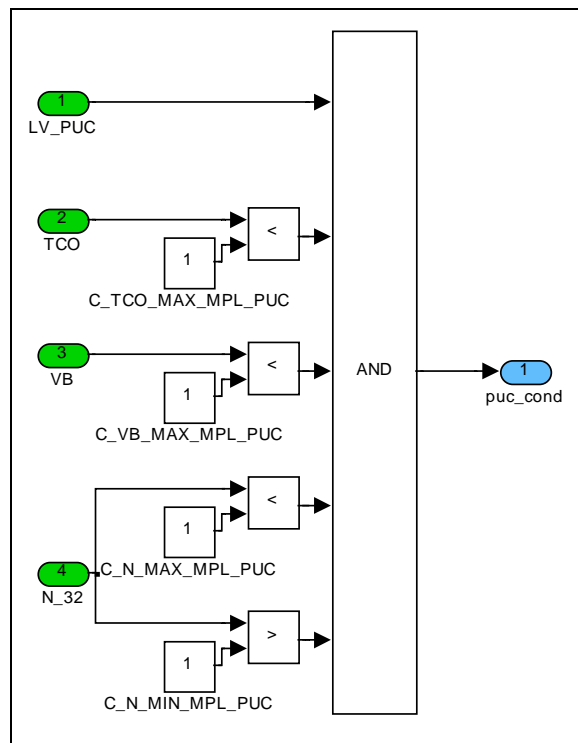 1
LV_PUC
2
TCO
<
1
C_TCO_MAX_MPL_PUC
3
VB
<
1
C_VB_MAX_MPL_PUC
AND
1
puc_cond
<
1
C_N_MAX_MPL_PUC
4
N_32
>
1
C_N_MIN_MPL_PUC